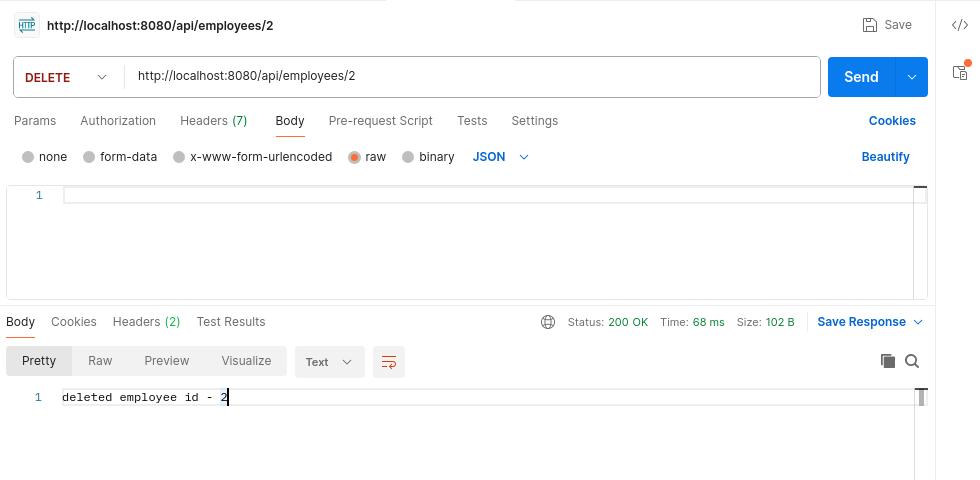 HTTP http://localhost:8080/api/employees/2 Save </>
DELETE http://localhost:8080/api/employees/2 Send
Params Authorization Headers (7) Body Pre-request Script Tests Settings Cookies
none form-data x-www-form-urlencoded raw binary JSON Beautify
1
Body Cookies Headers (2) Test Results Status: 200 OK Time: 68 ms Size: 102 B Save Response
Pretty Raw Preview Visualize Text
1 deleted employee id - 2